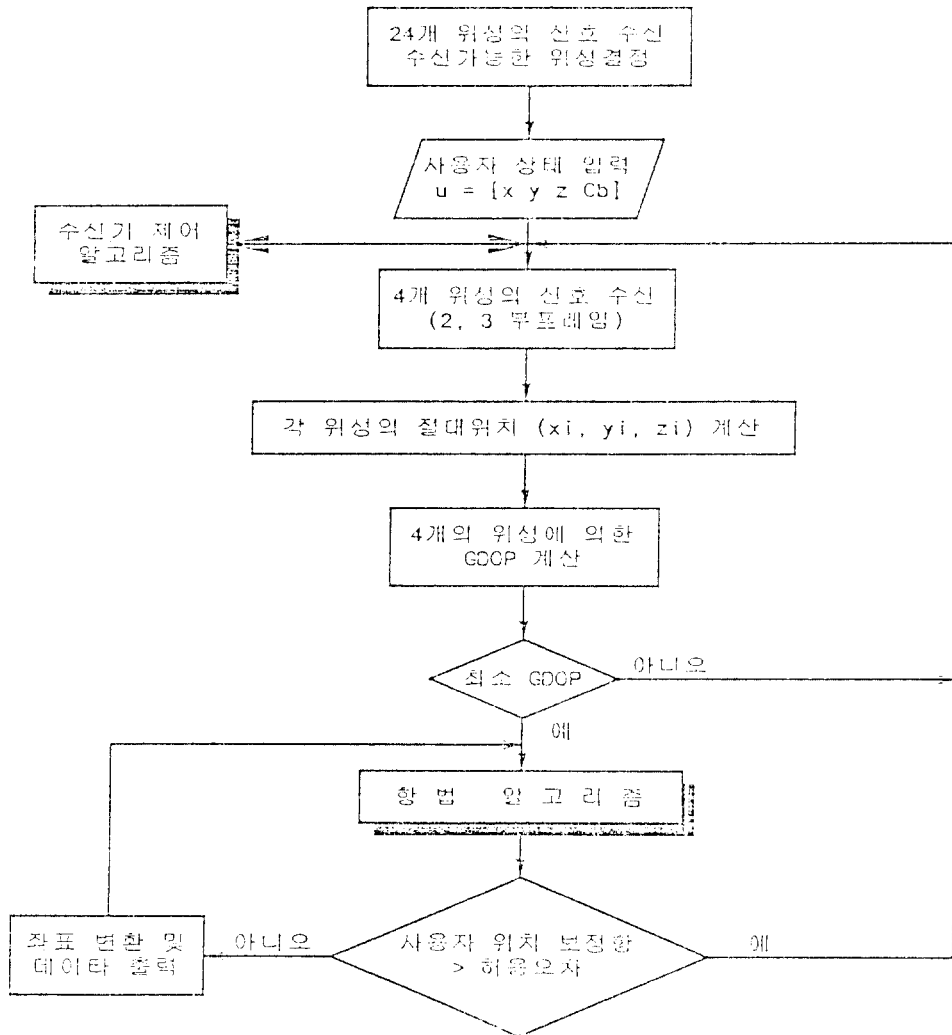 24개 위성의 신호 수신
수신가능한 위성결정
사용자 상태 입력
u = [x y z Cb]
수신기 제어
알고리즘
4개 위성의 신호 수신
(2, 3 부프레임)
각 위성의 절대위치 (xi, yi, zi) 계산
4개의 위성에 의한
GDOP 계산
최소 GDOP
아니오
예
항 법 알 고 리 즘
좌표 변환 및
데이타 출력
아니오
사용자 위치 보정항
> 허용오차
예